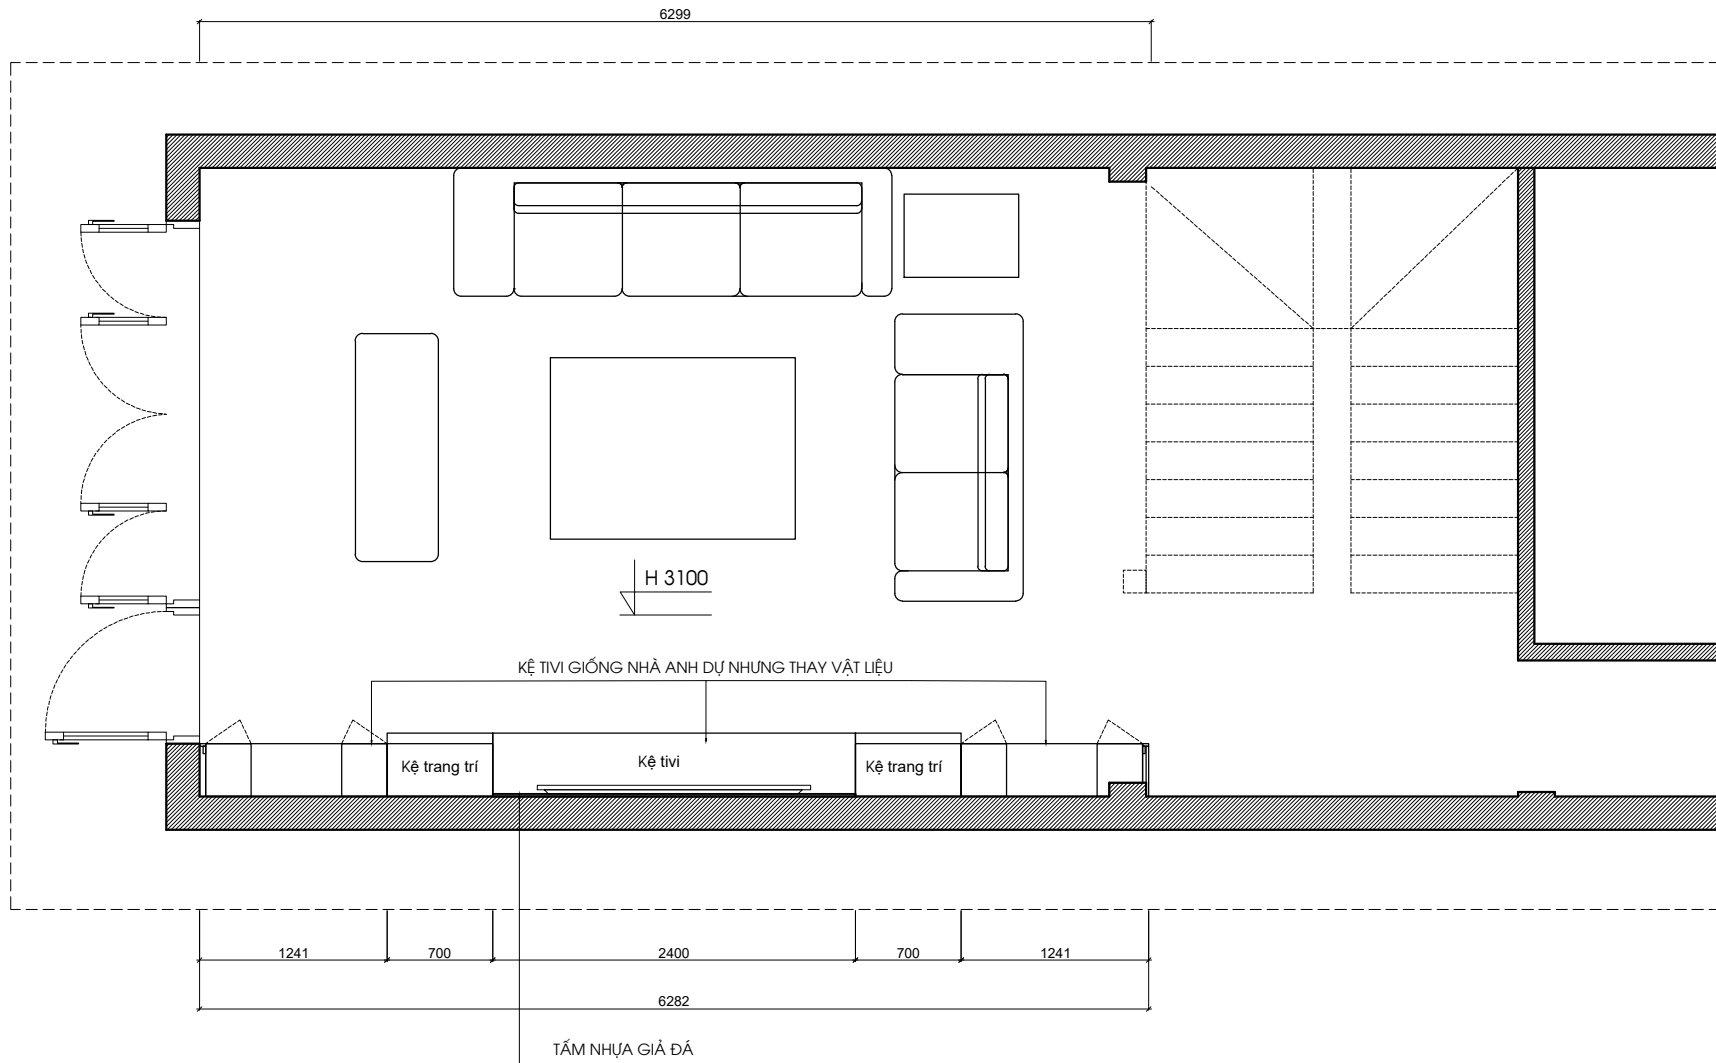 6299
H 3100
KỆ TIVI GIỐNG NHÀ ANH DỰ NHƯNG THAY VẬT LIỆU
Kệ trang trí
Kệ tivi
Kệ trang trí
1241
700
2400
700
1241
6282
TẤM NHỰA GIẢ ĐÁ